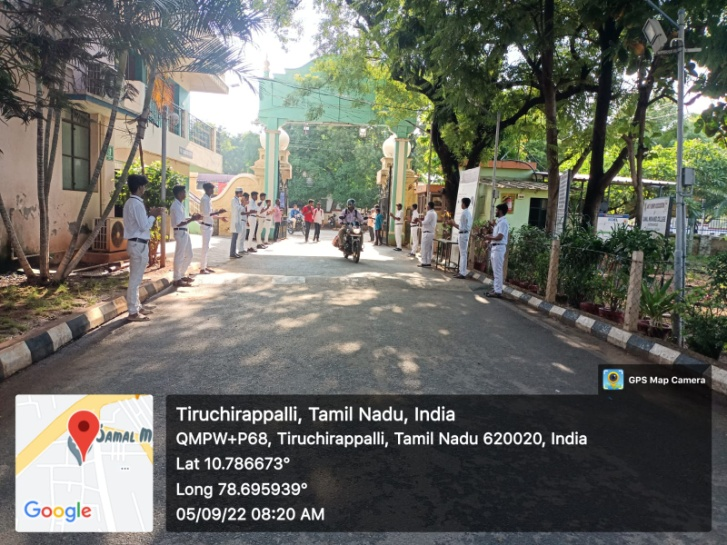 GPS Map Camera
JAMAL M
Google
Tiruchirappalli, Tamil Nadu, India
QMPW+P68, Tiruchirappalli, Tamil Nadu 620020, India
Lat 10.786673°
Long 78.695939°
05/09/22 08:20 AM